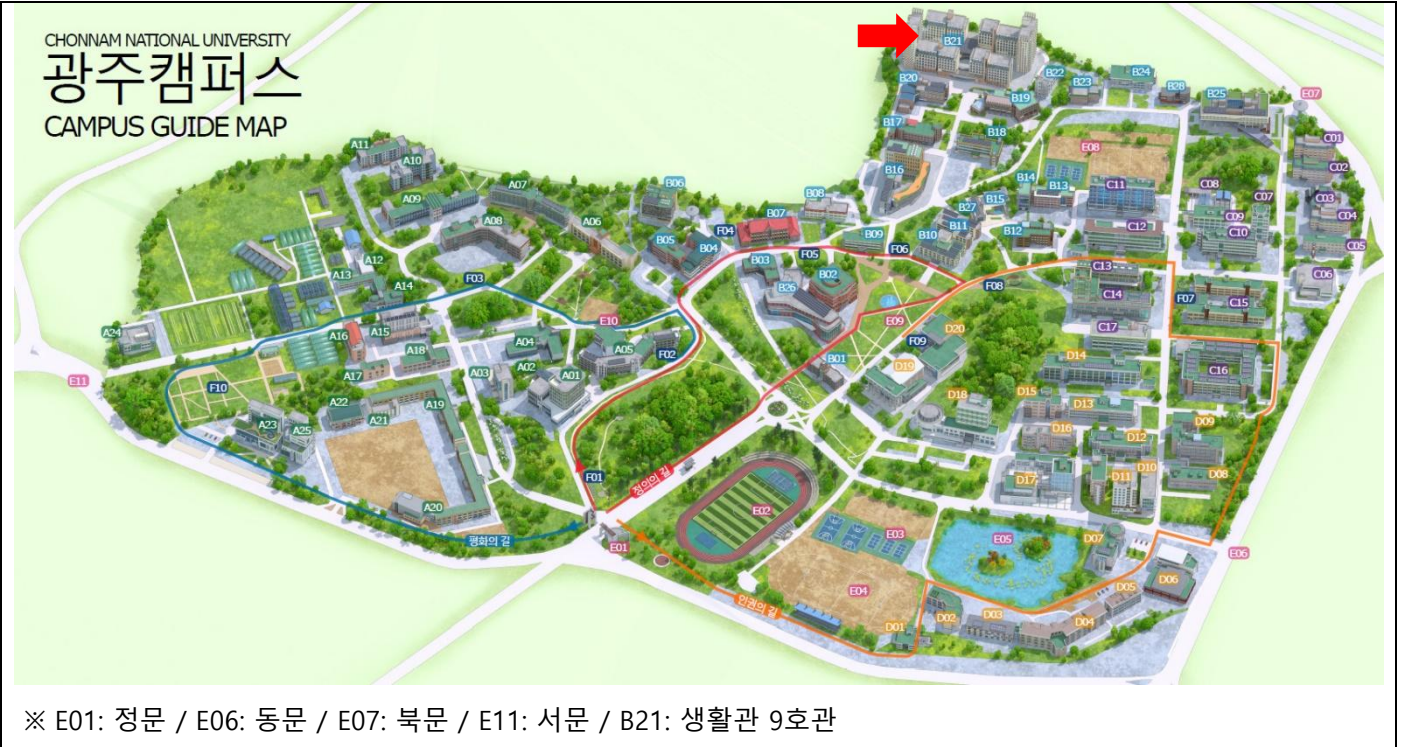 CHONNAM NATIONAL UNIVERSITY
광주캠퍼스
CAMPUS GUIDE MAP
B21
B20
B22
B23
B24
B28
B25
E07
B19
B17
B18
E08
C01
C02
A11
A10
B16
B14
B13
C11
C08
C07
C03
C04
A07
B06
B08
B27
B15
C09
C10
C05
A09
A08
A06
F04
B07
B09
F06
B10
B11
B12
C12
B05
B04
F05
C06
A13
A12
F03
B03
B02
B26
F08
C13
C14
F07
C15
A14
A24
A16
A15
E10
A05
F02
E09
D20
F09
C17
A18
A04
A02
A01
A03
B01
D19
D14
C16
E11
F10
A17
A22
A21
A19
D18
D15
D13
D16
D12
D09
A23
A25
F01
정의의 길
D17
D11
D10
D08
A20
평화의 길
E01
E02
E03
E05
D07
E06
인권의 길
E04
D01
D02
D03
D04
D05
D06
※ E01: 정문 / E06: 동문 / E07: 북문 / E11: 서문 / B21: 생활관 9호관